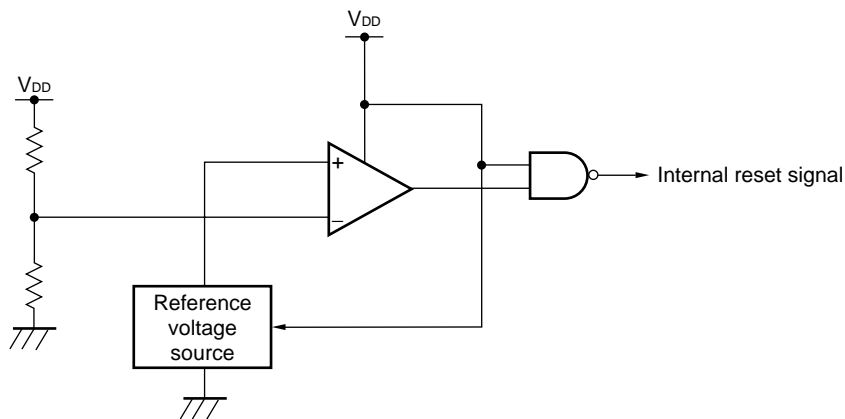 VDD
VDD
+
−
Internal reset signal
Reference
voltage
source